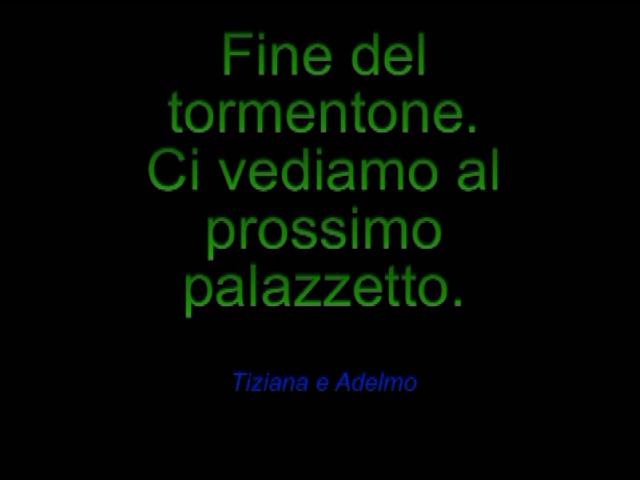 Fine del
tormentone.
Ci vediamo al
prossimo
palazzetto.
Tiziana e Adelmo